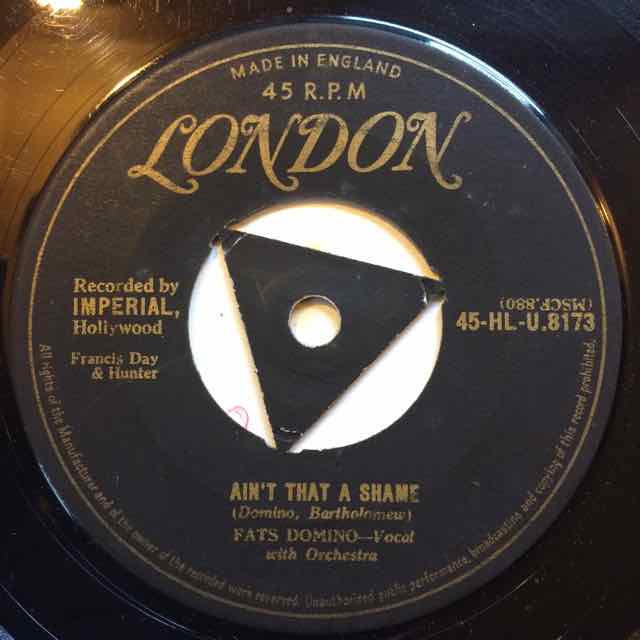 MADE IN ENGLAND
45 R.P.M
LONDON
Recorded by
IMPERIAL,
Hollywood
Francis Day
& Hunter
(MSCF.880)
45-HL-U.8173
AIN'T THAT A SHAME
(Domino, Bartholomew)
FATS DOMINO—Vocal
with Orchestra
All rights of the Manufacturer and of the owner of the recorded work reserved. Unauthorised public performance, broadcasting and copying of this record prohibited.